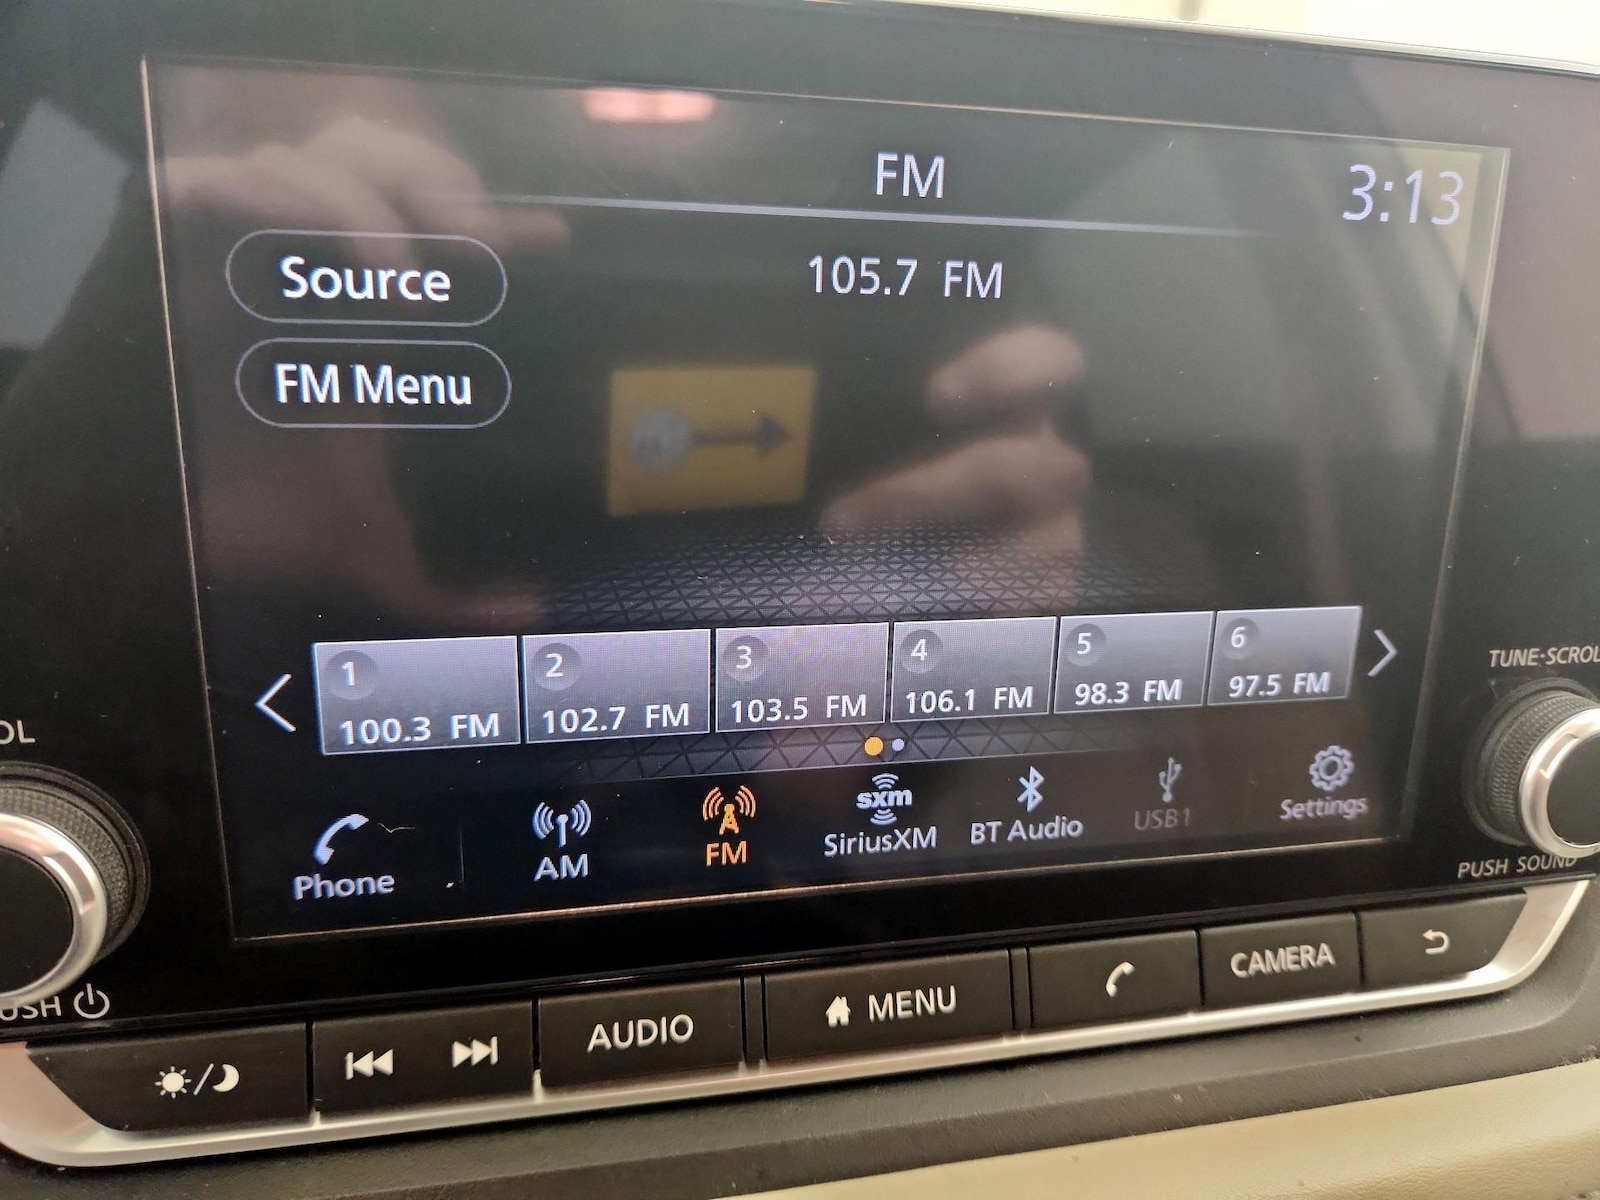 FM
3:13
Source
105.7 FM
FM Menu
1
100.3 FM
2
102.7 FM
3
103.5 FM
4
106.1 FM
5
98.3 FM
6
97.5 FM
TUNE·SCROL
OL
Phone
AM
FM
sxm
SiriusXM
BT Audio
USB1
Settings
PUSH SOUND
USH
AUDIO
MENU
CAMERA